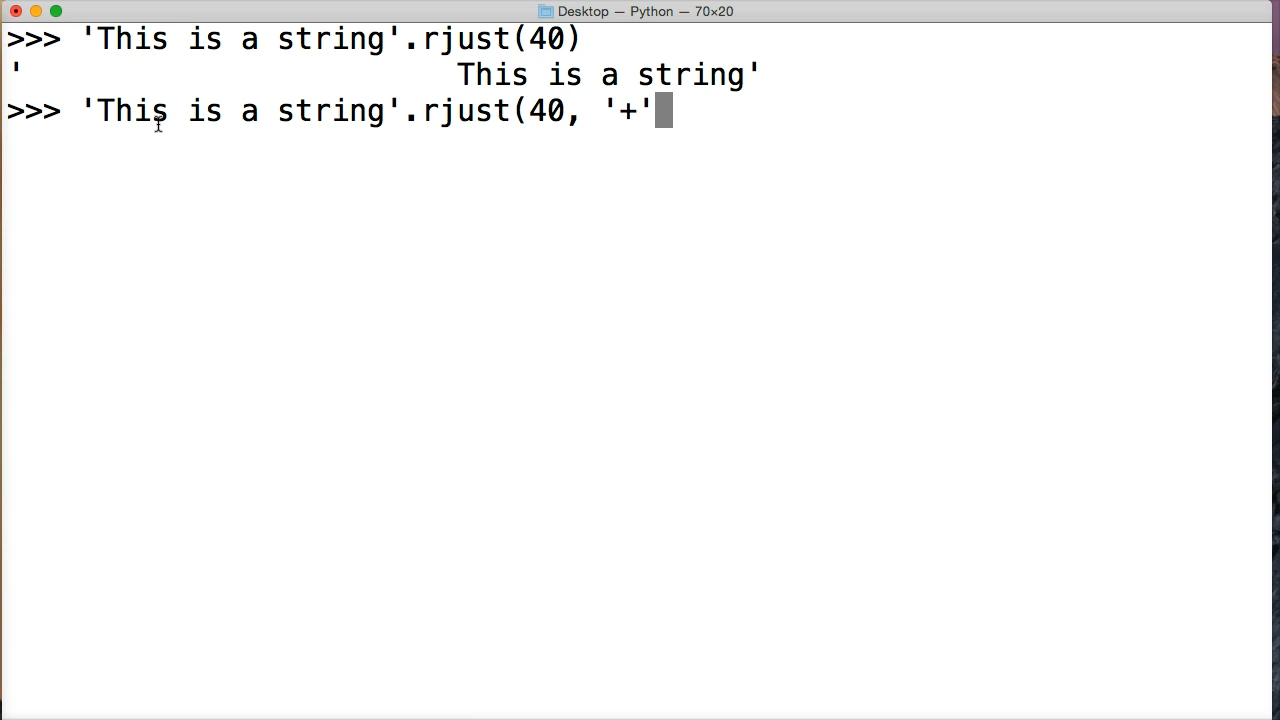 Desktop — Python — 70×20
>>> 'This is a string'.rjust(40)
'                        This is a string'
>>> 'This is a string'.rjust(40, '+'